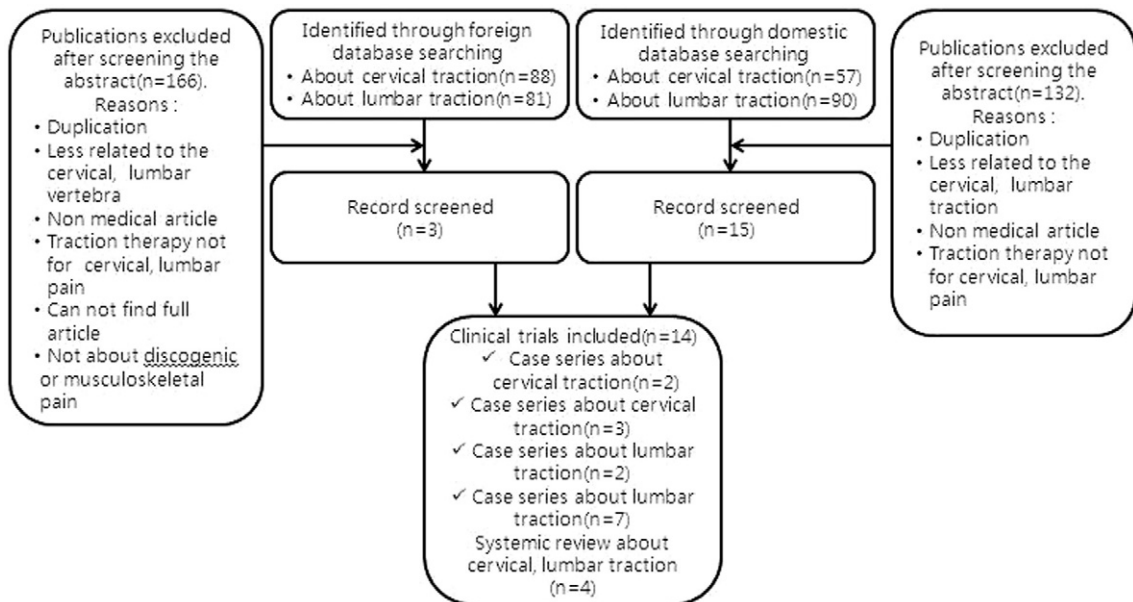 Publications excluded
after screening the
abstract(n=166).
Reasons :
• Duplication
• Less related to the
cervical, lumbar
vertebra
• Non medical article
• Traction therapy not
for cervical, lumbar
pain
• Can not find full
article
• Not about discogenic
or musculoskeletal
pain
Identified through foreign
database searching
• About cervical traction(n=88)
• About lumbar traction(n=81)
Identified through domestic
database searching
• About cervical traction(n=57)
• About lumbar traction(n=90)
Publications excluded
after screening the
abstract(n=132).
Reasons :
• Duplication
• Less related to the
cervical, lumbar
traction
• Non medical article
• Traction therapy not
for cervical, lumbar
pain
Record screened
(n=3)
Record screened
(n=15)
Clinical trials included(n=14)
✓ Case series about
cervical traction(n=2)
✓ Case series about cervical
traction(n=3)
✓ Case series about lumbar
traction(n=2)
✓ Case series about lumbar
traction(n=7)
Systemic review about
cervical, lumbar traction
(n=4)